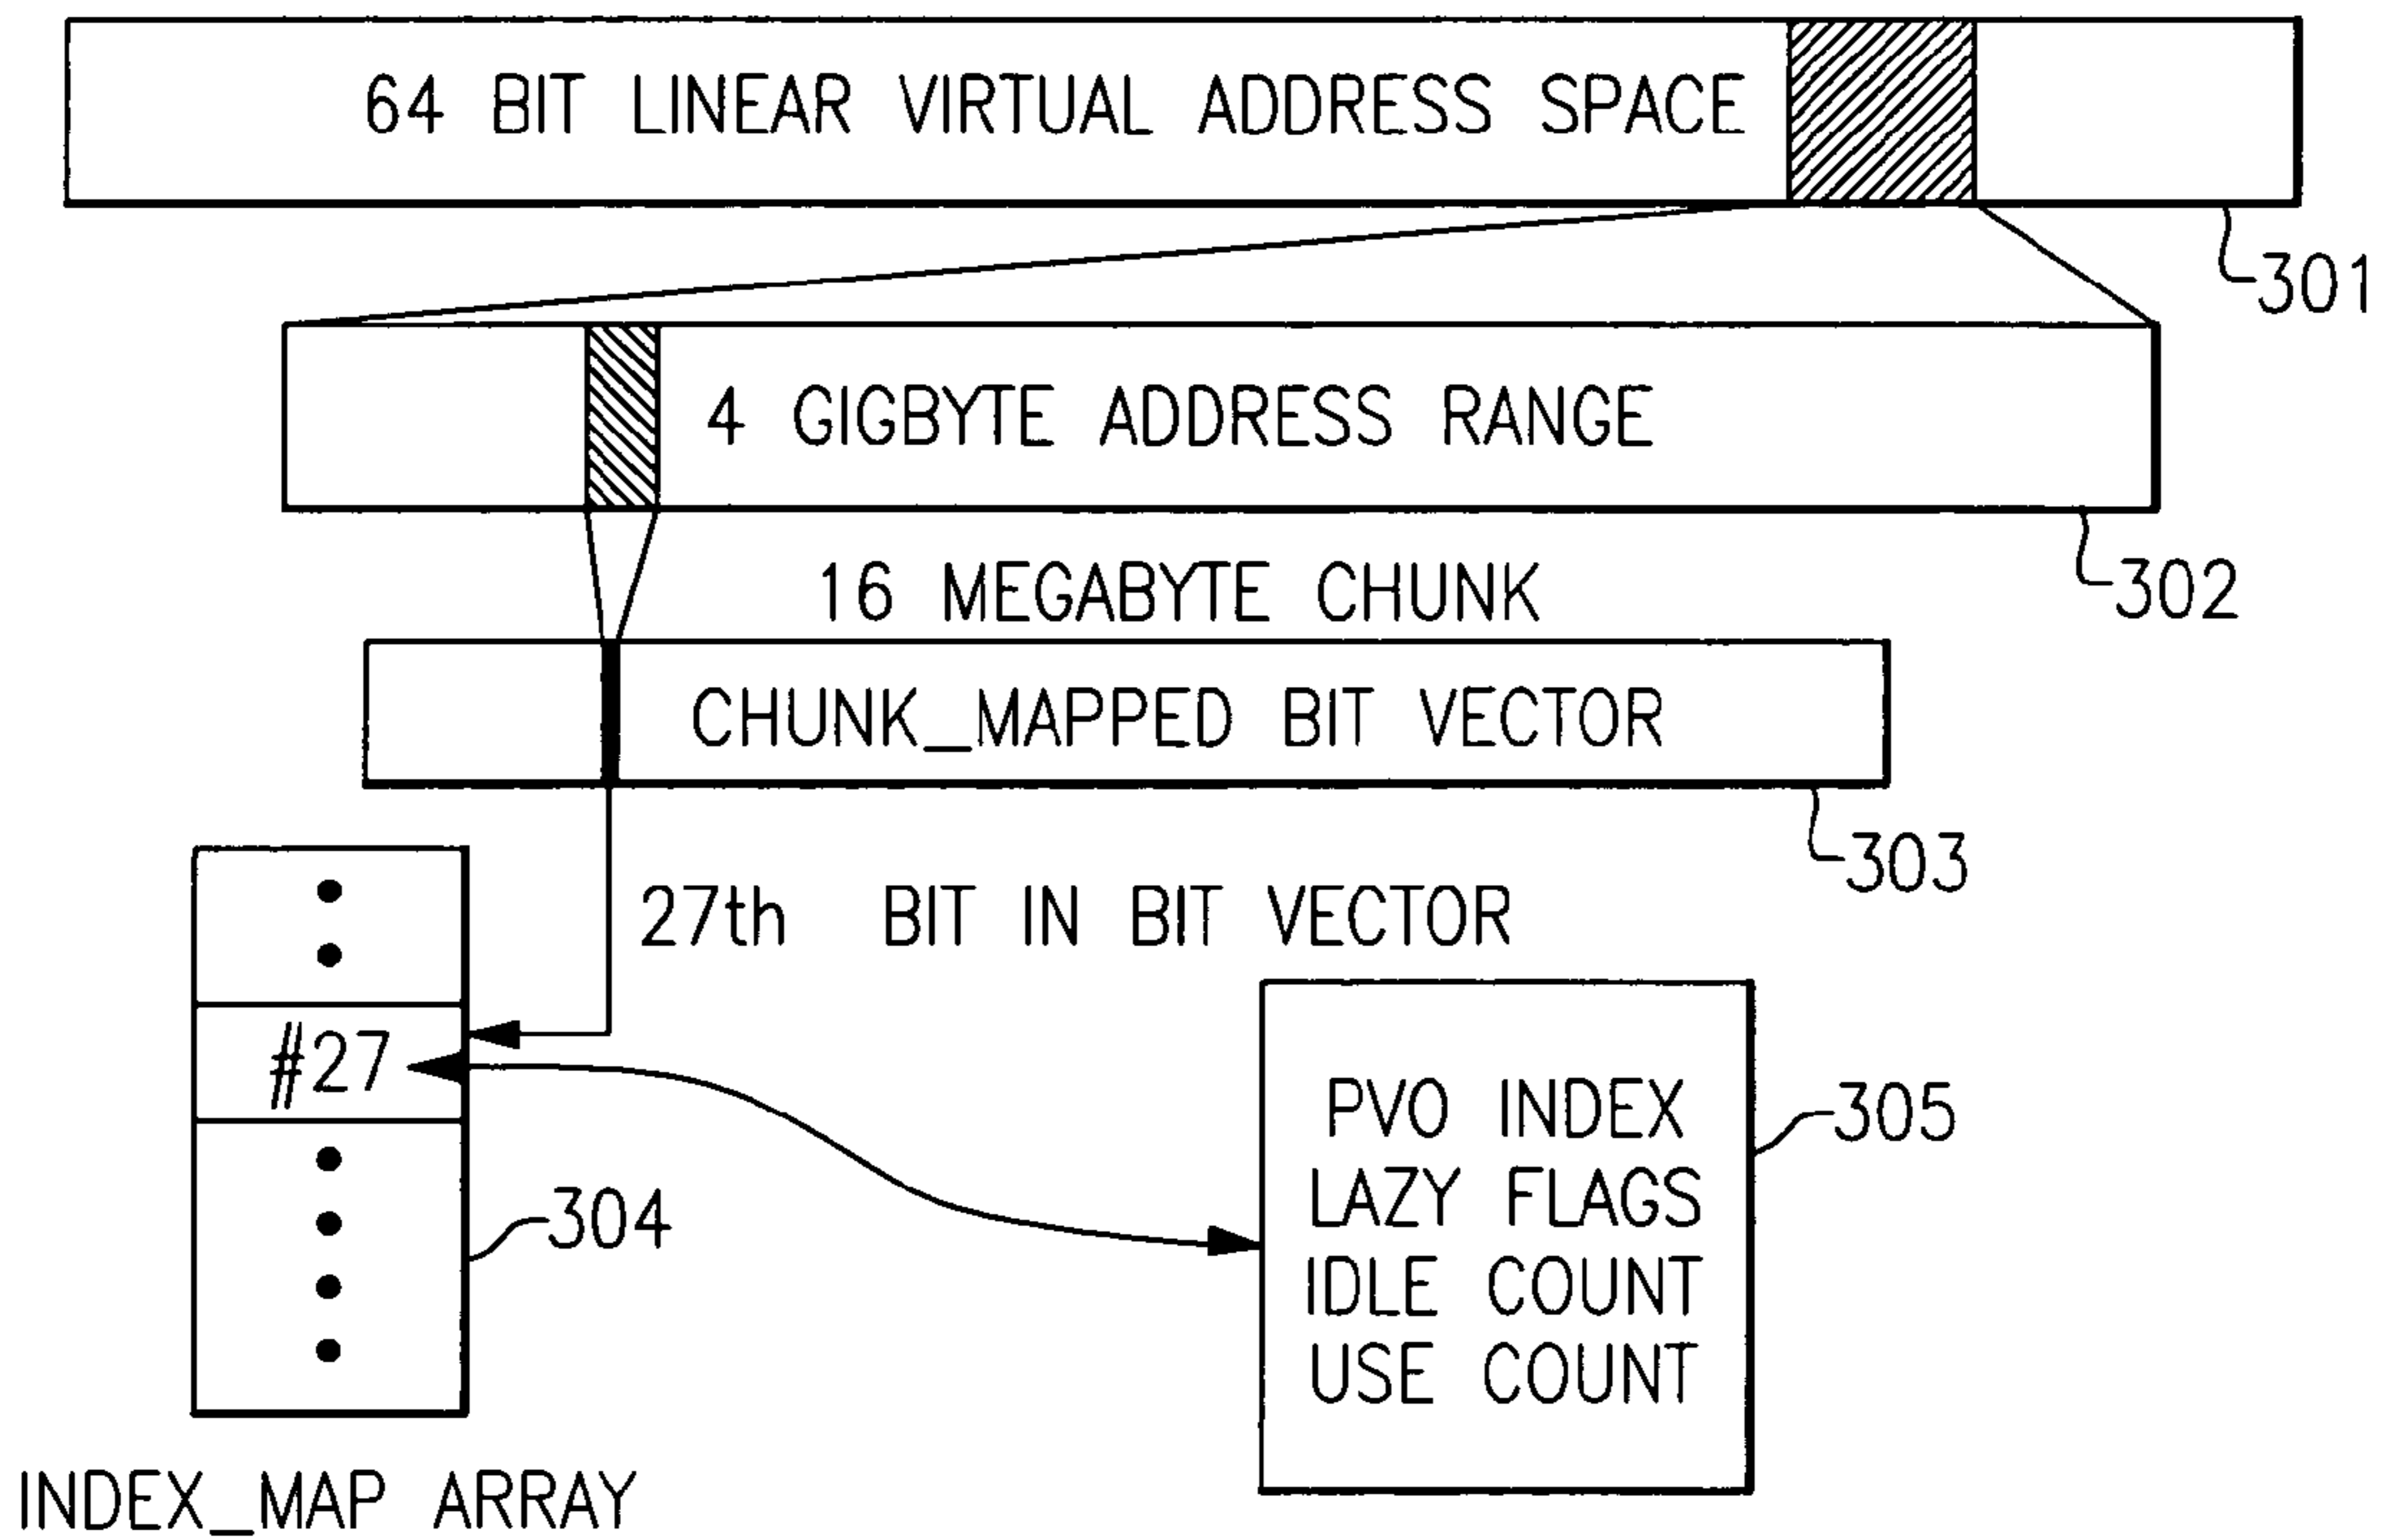 64 BIT LINEAR VIRTUAL ADDRESS SPACE
301
4 GIGBYTE ADDRESS RANGE
302
16 MEGABYTE CHUNK
CHUNK_MAPPED BIT VECTOR
303
27th BIT IN BIT VECTOR
#27
304
PVO INDEX
LAZY FLAGS
IDLE COUNT
USE COUNT
305
INDEX_MAP ARRAY